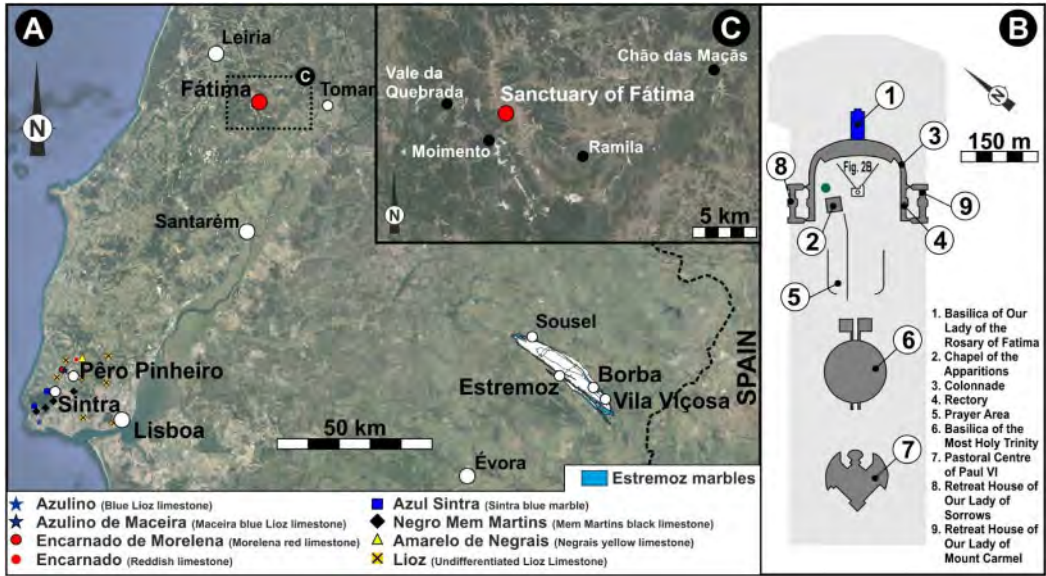 A
Leiria
Fátima
C
Tomar
N
Santarém
Pêro Pinheiro
Sintra
Lisboa
50 km
Évora
Sousel
Estremoz
Borba
Vila Viçosa
SPAIN
Estremoz marbles
Azulino (Blue Lioz limestone)
Azulino de Maceira (Maceira blue Lioz limestone)
Encarnado de Morelena (Morelena red limestone)
Encarnado (Reddish limestone)
Azul Sintra (Sintra blue marble)
Negro Mem Martins (Mem Martins black limestone)
Amarelo de Negrais (Negrais yellow limestone)
Lioz (Undifferentiated Lioz Limestone)
C
Chão das Maçãs
Vale da
Quebrada
Sanctuary of Fátima
Moimento
Ramila
N
5 km
B
N
150 m
1
3
8
Fig. 2B
9
2
4
5
6
7
1. Basilica of Our
Lady of the
Rosary of Fatima
2. Chapel of the
Apparitions
3. Colonnade
4. Rectory
5. Prayer Area
6. Basilica of the
Most Holy Trinity
7. Pastoral Centre
of Paul VI
8. Retreat House of
Our Lady of
Sorrows
9. Retreat House of
Our Lady of
Mount Carmel